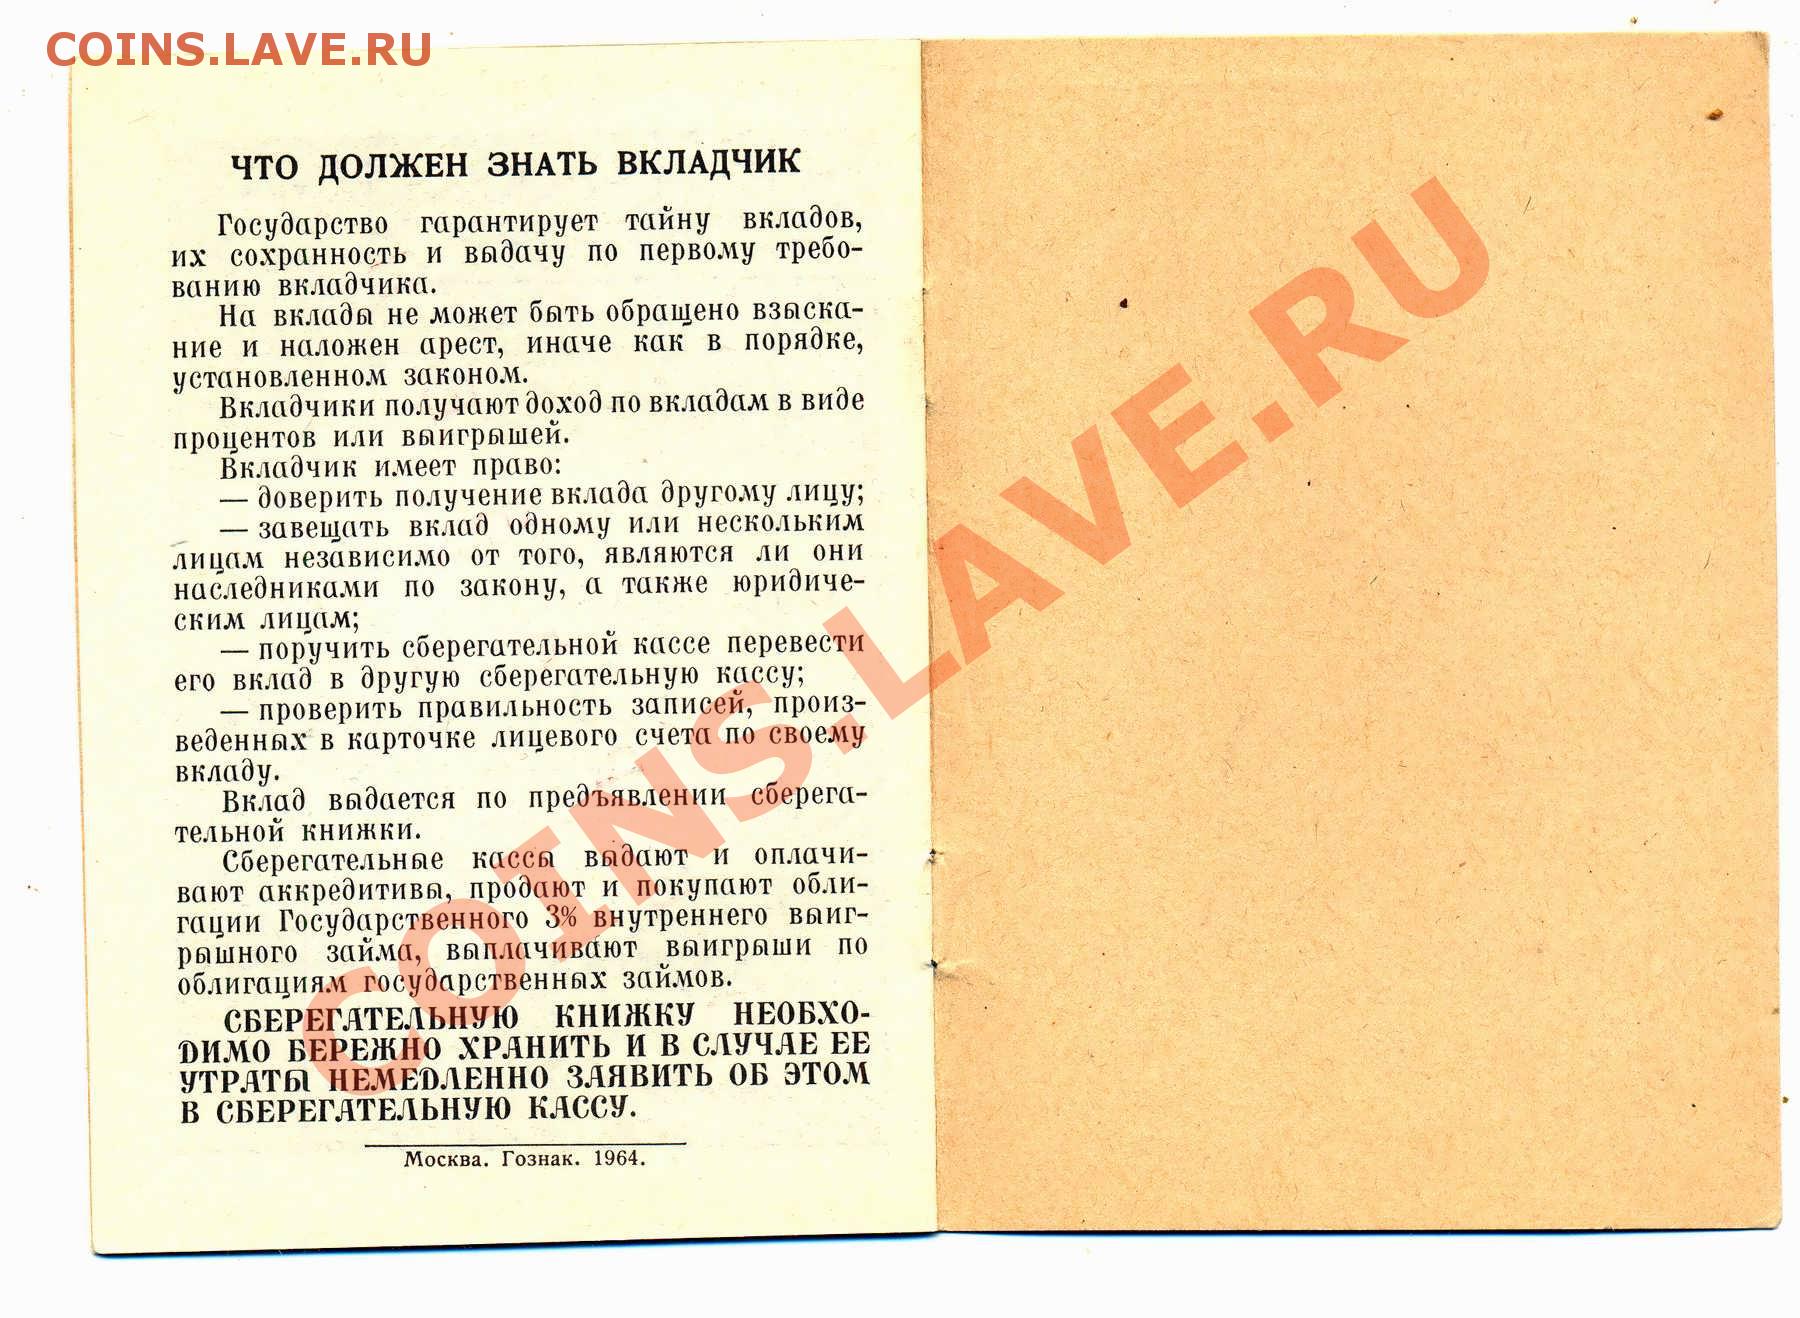 COINS.LAVE.RU
ЧТО ДОЛЖЕН ЗНАТЬ ВКЛАДЧИК
Государство гарантирует тайну вкладов,
их сохранность и выдачу по первому требо-
ванию вкладчика.
На вклады не может быть обращено взыска-
ние и наложен арест, иначе как в порядке,
установленном законом.
Вкладчики получают доход по вкладам в виде
процентов или выигрышей.
Вкладчик имеет право:
— доверить получение вклада другому лицу;
— завещать вклад одному или нескольким
лицам независимо от того, являются ли они
наследниками по закону, а также юридиче-
ским лицам;
— поручить сберегательной кассе перевести
его вклад в другую сберегательную кассу;
— проверить правильность записей, произ-
веденных в карточке лицевого счета по своему
вкладу.
Вклад выдается по предъявлении сберега-
тельной книжки.
Сберегательные кассы выдают и оплачи-
вают аккредитивы, продают и покупают обли-
гации Государственного 3% внутреннего выиг-
рышного займа, выплачивают выигрыши по
облигациям государственных займов.
СБЕРЕГАТЕЛЬНУЮ КНИЖКУ НЕОБХО-
ДИМО БЕРЕЖНО ХРАНИТЬ И В СЛУЧАЕ ЕЕ
УТРАТЫ НЕМЕДЛЕННО ЗАЯВИТЬ ОБ ЭТОМ
В СБЕРЕГАТЕЛЬНУЮ КАССУ.
Москва. Гознак. 1964.
COINS.LAVE.RU